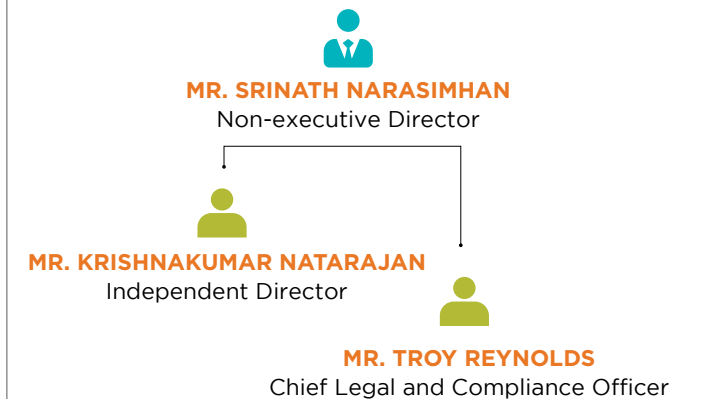 MR. SRINATH NARASIMHAN
Non-executive Director
MR. KRISHNAKUMAR NATARAJAN
Independent Director
MR. TROY REYNOLDS
Chief Legal and Compliance Officer